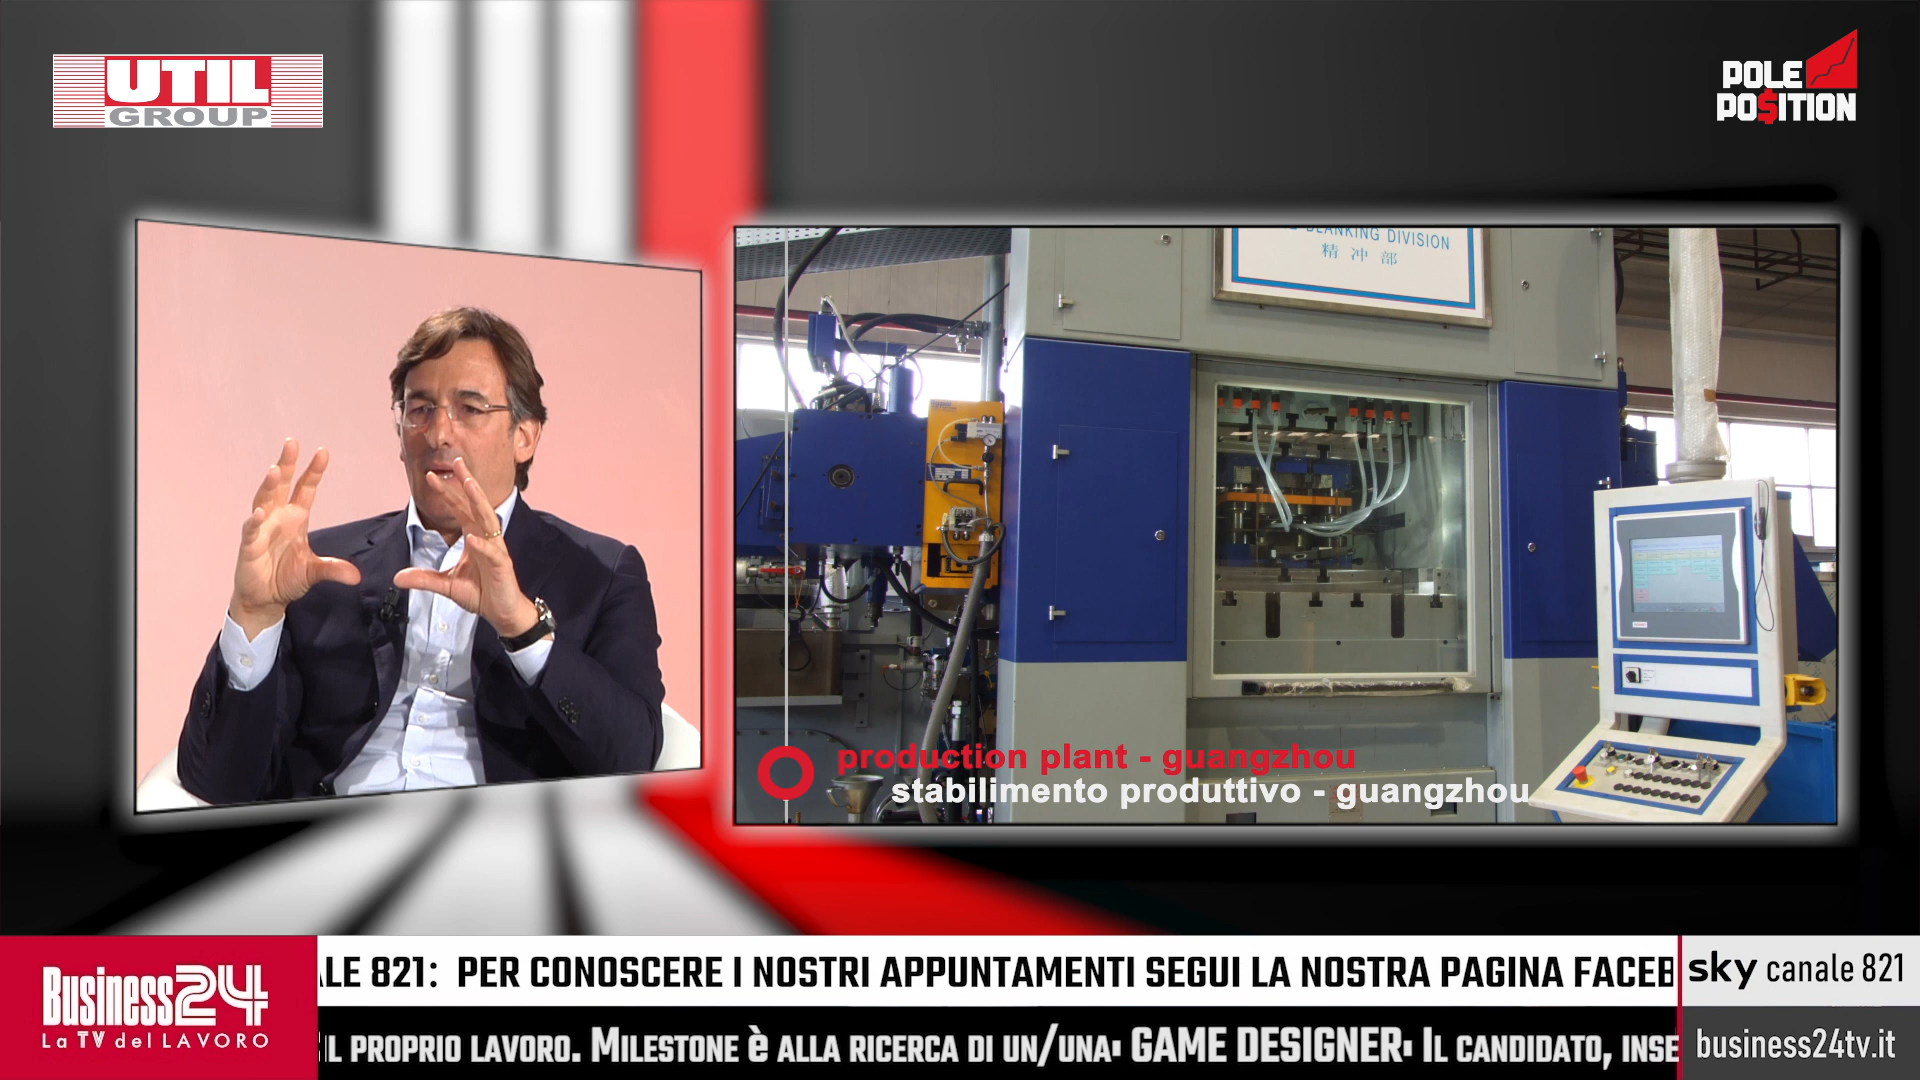 UTIL
GROUP
POLE
PO$ITION
BLANKING DIVISION
精 冲 部
production plant - guangzhou
stabilimento produttivo - guangzhou
Business24
La TV del LAVORO
ALE 821: PER CONOSCERE I NOSTRI APPUNTAMENTI SEGUI LA NOSTRA PAGINA FACEB
sky canale 821
IL PROPRIO LAVORO. MILESTONE È ALLA RICERCA DI UN/UNA: GAME DESIGNER: IL CANDIDATO, INSE
business24tv.it